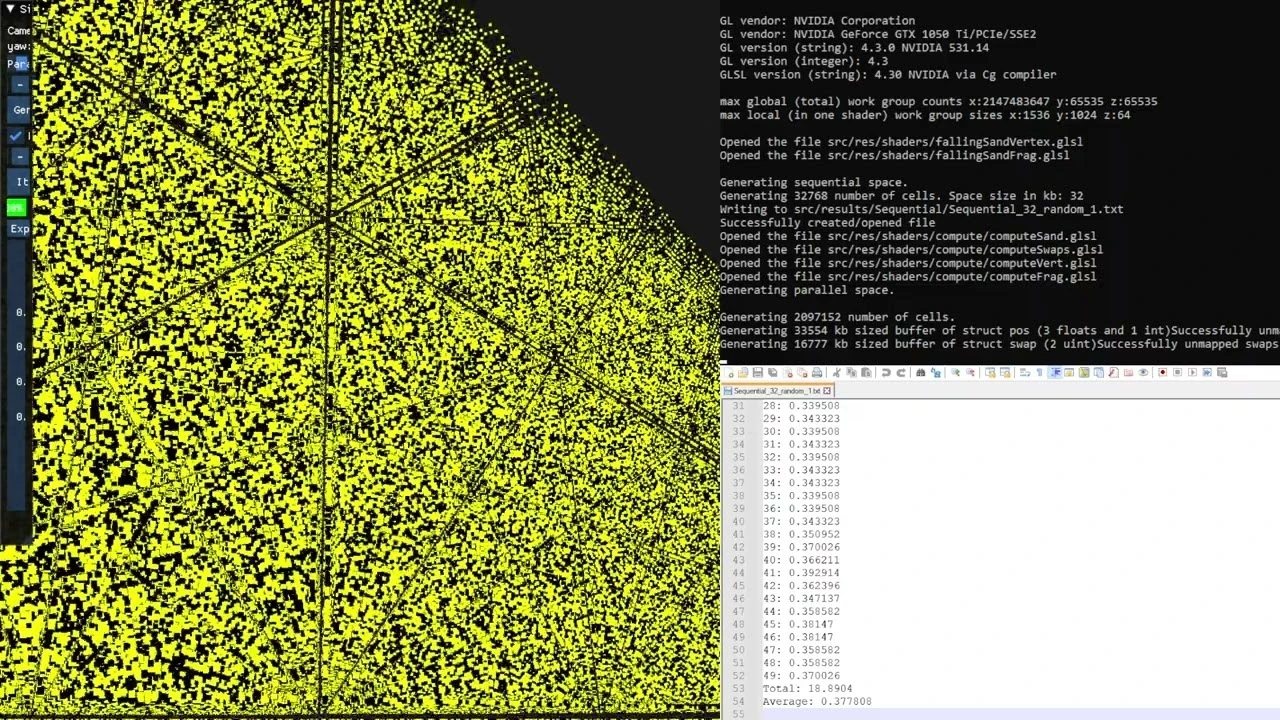 Si
Came
yaw:
Para
-
Ger
-
It
Exp
0.
0.
0.
0.
GL vendor: NVIDIA Corporation
GL vendor: NVIDIA GeForce GTX 1050 Ti/PCIe/SSE2
GL version (string): 4.3.0 NVIDIA 531.14
GL version (integer): 4.3
GLSL version (string): 4.30 NVIDIA via Cg compiler
max global (total) work group counts x:2147483647 y:65535 z:65535
max local (in one shader) work group sizes x:1536 y:1024 z:64
Opened the file src/res/shaders/fallingSandVertex.glsl
Opened the file src/res/shaders/fallingSandFrag.glsl
Generating sequential space.
Generating 32768 number of cells. Space size in kb: 32
Writing to src/results/Sequential/Sequential_32_random_1.txt
Successfully created/opened file
Opened the file src/res/shaders/compute/computeSand.glsl
Opened the file src/res/shaders/compute/computeSwaps.glsl
Opened the file src/res/shaders/compute/computeVert.glsl
Opened the file src/res/shaders/compute/computeFrag.glsl
Generating parallel space.
Generating 2097152 number of cells.
Generating 33554 kb sized buffer of struct pos (3 floats and 1 int)Successfully unm
Generating 16777 kb sized buffer of struct swap (2 uint)Successfully unmapped swaps
Sequential_32_random_1.txt
31 28: 0.339508
32 29: 0.343323
33 30: 0.339508
34 31: 0.343323
35 32: 0.339508
36 33: 0.343323
37 34: 0.343323
38 35: 0.339508
39 36: 0.339508
40 37: 0.343323
41 38: 0.350952
42 39: 0.370026
43 40: 0.366211
44 41: 0.392914
45 42: 0.362396
46 43: 0.347137
47 44: 0.358582
48 45: 0.38147
49 46: 0.38147
50 47: 0.358582
51 48: 0.358582
52 49: 0.370026
53 Total: 18.8904
54 Average: 0.377808
55